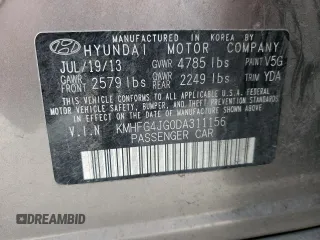 MANUFACTURED IN KOREA BY
HYUNDAI MOTOR COMPANY
JUL/19/13 GVWR 4785 lbs PAINT V5G
GAWR FRONT 2579 lbs GAWR REAR 2249 lbs TRIM YDA
THIS VEHICLE CONFORMS TO ALL APPLICABLE
U.S. FEDERAL MOTOR VEHICLE SAFETY,
BUMPER, AND THEFT PREVENTION STANDARDS
IN EFFECT ON THE DATE OF MANUFACTURE
SHOWN ABOVE.
V.I.N KMHFG4JG0DA311156
PASSENGER CAR
DREAMBID